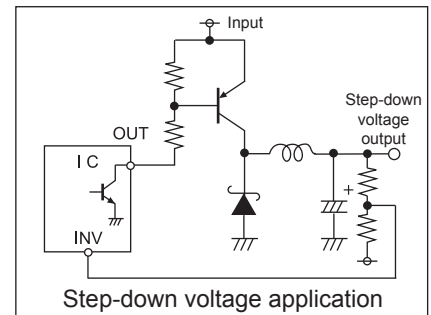 Input
Step-down
voltage
output
OUT
I C
+
INV
Step-down voltage application